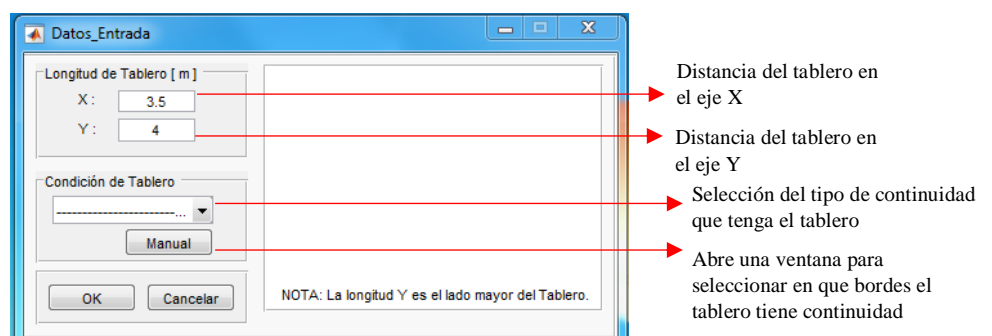 Datos_Entrada
Longitud de Tablero [ m ]
X :
3.5
Y :
4
Condición de Tablero
-----------------------...
Manual
OK
Cancelar
NOTA: La longitud Y es el lado mayor del Tablero.
Distancia del tablero en
el eje X
Distancia del tablero en
el eje Y
Selección del tipo de continuidad
que tenga el tablero
Abre una ventana para
seleccionar en que bordes el
tablero tiene continuidad